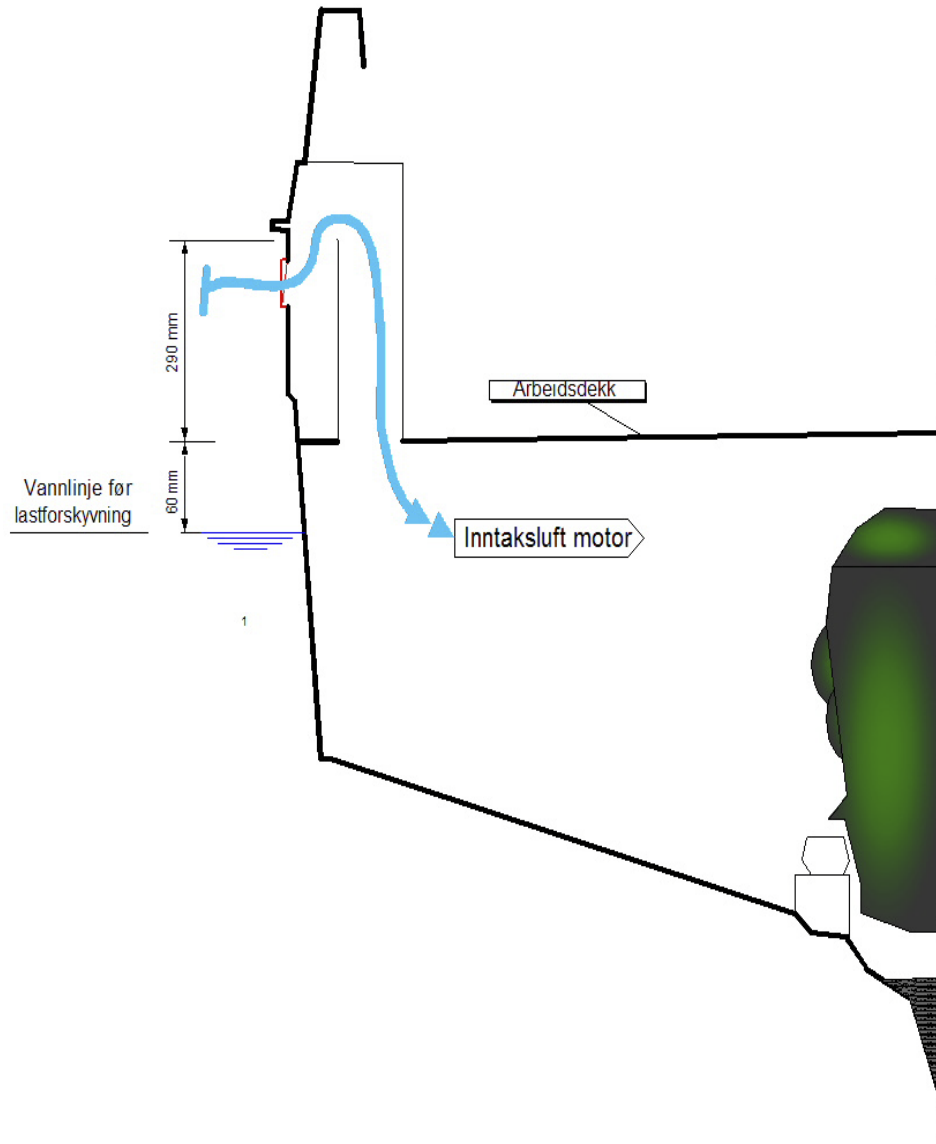 290 mm
Arbeidsdekk
60 mm
Vannlinje før
lastforskyvning
Inntaksluft motor
1